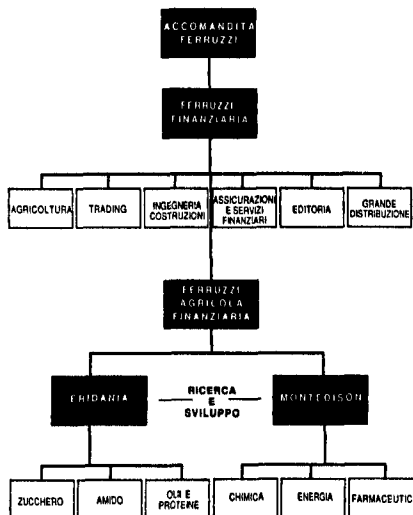 ACCOMANDITA
FERRUZZI
FERRUZZI
FINANZIARIA
AGRICOLTURA
TRADING
INGEGNERIA
COSTRUZIONI
ASSICURAZIONI
E SERVIZI
FINANZIARI
EDITORIA
GRANDE
DISTRIBUZIONE
FERRUZZI
AGRICOLA
FINANZIARIA
ERIDANIA
RICERCA
E
SVILUPPO
MONTEDISON
ZUCCHERO
AMIDO
OLII E
PROTEINE
CHIMICA
ENERGIA
FARMACEUTIC